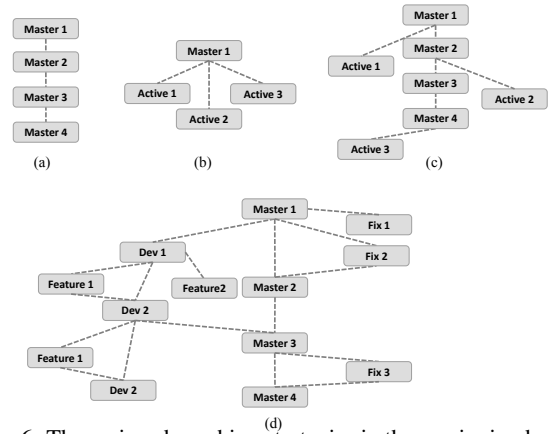 Master 1
Master 2
Master 3
Master 4
(a)
Master 1
Active 1
Active 3
Active 2
(b)
Master 1
Master 2
Active 1
Master 3
Active 2
Master 4
Active 3
(c)
Master 1
Fix 1
Dev 1
Fix 2
Feature 1
Feature2
Master 2
Dev 2
Master 3
Feature 1
Fix 3
Dev 2
Master 4
(d)